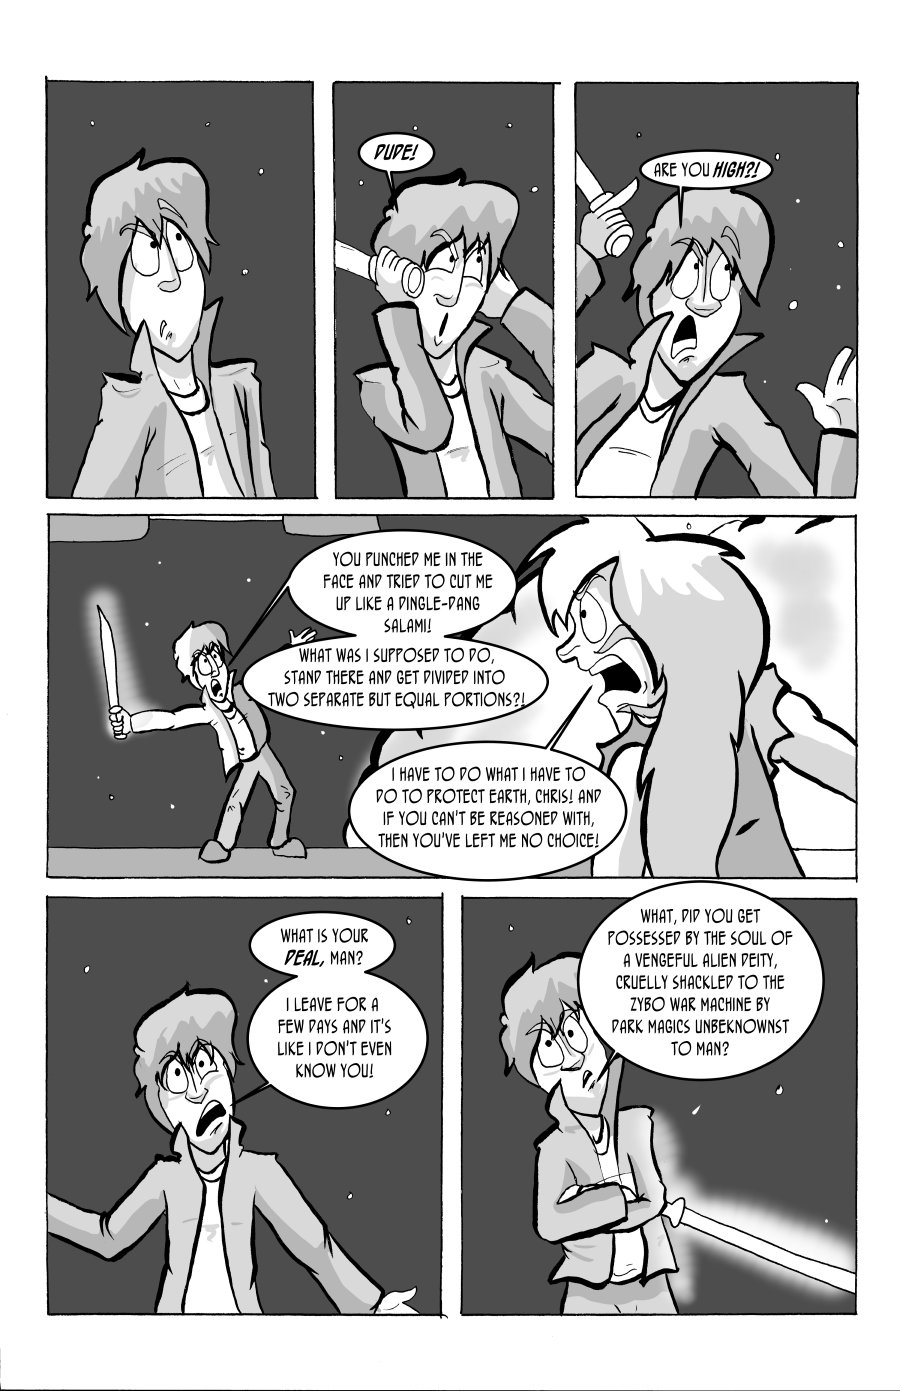 DUDE!
ARE YOU HIGH?!
YOU PUNCHED ME IN THE
FACE AND TRIED TO CUT ME
UP LIKE A DINGLE-DANG
SALAMI!
WHAT WAS I SUPPOSED TO DO,
STAND THERE AND GET DIVIDED INTO
TWO SEPARATE BUT EQUAL PORTIONS?!
I HAVE TO DO WHAT I HAVE TO
DO TO PROTECT EARTH, CHRIS! AND
IF YOU CAN'T BE REASONED WITH,
THEN YOU'VE LEFT ME NO CHOICE!
WHAT IS YOUR
DEAL, MAN?
I LEAVE FOR A
FEW DAYS AND IT'S
LIKE I DON'T EVEN
KNOW YOU!
WHAT, DID YOU GET
POSSESSED BY THE SOUL OF
A VENGEFUL ALIEN DEITY,
CRUELLY SHACKLED TO THE
ZYBO WAR MACHINE BY
DARK MAGICS UNBEKNOWNST
TO MAN?